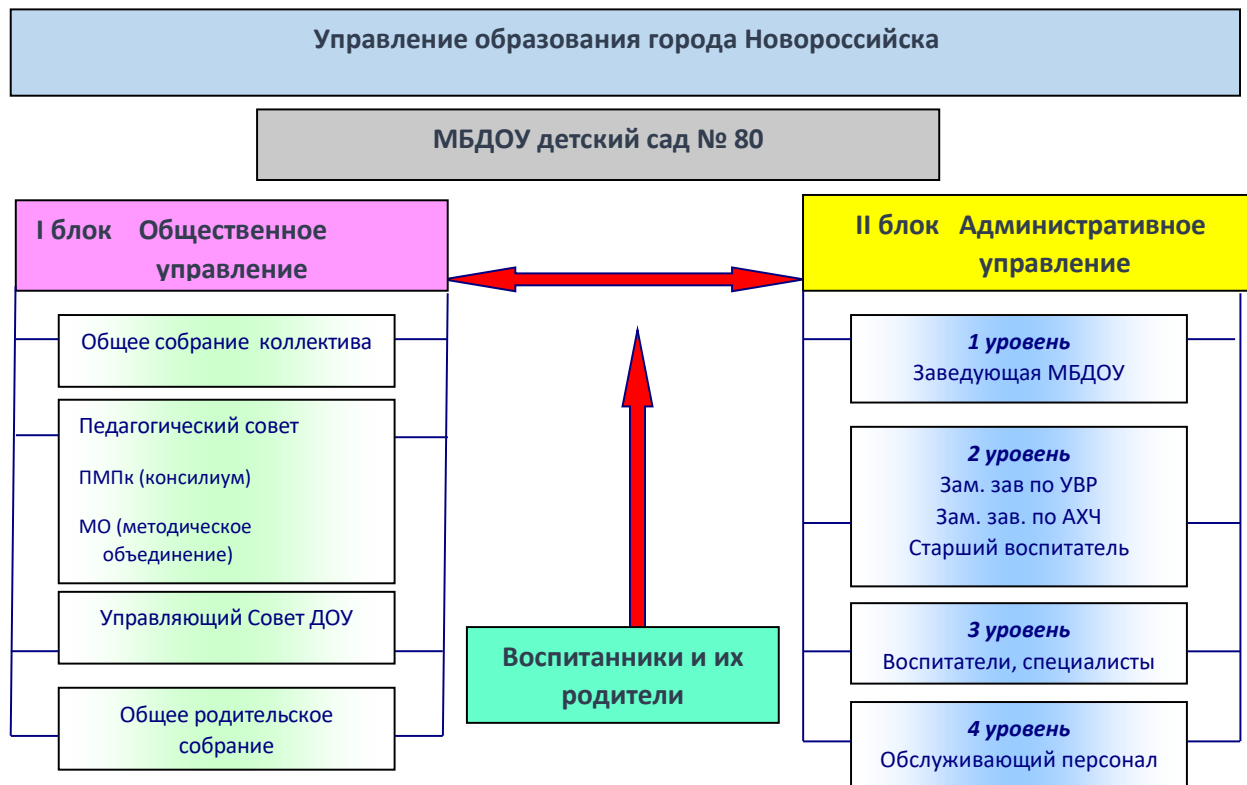 Управление образования города Новороссийска
МБДОУ детский сад № 80
I блок Общественное
управление
Общее собрание коллектива
Педагогический совет
ПМПк (консилиум)
МО (методическое
объединение)
Управляющий Совет ДОУ
Общее родительское
собрание
Воспитанники и их
родители
II блок Административное
управление
1 уровень
Заведующая МБДОУ
2 уровень
Зам. зав по УВР
Зам. зав. по АХЧ
Старший воспитатель
3 уровень
Воспитатели, специалисты
4 уровень
Обслуживающий персонал